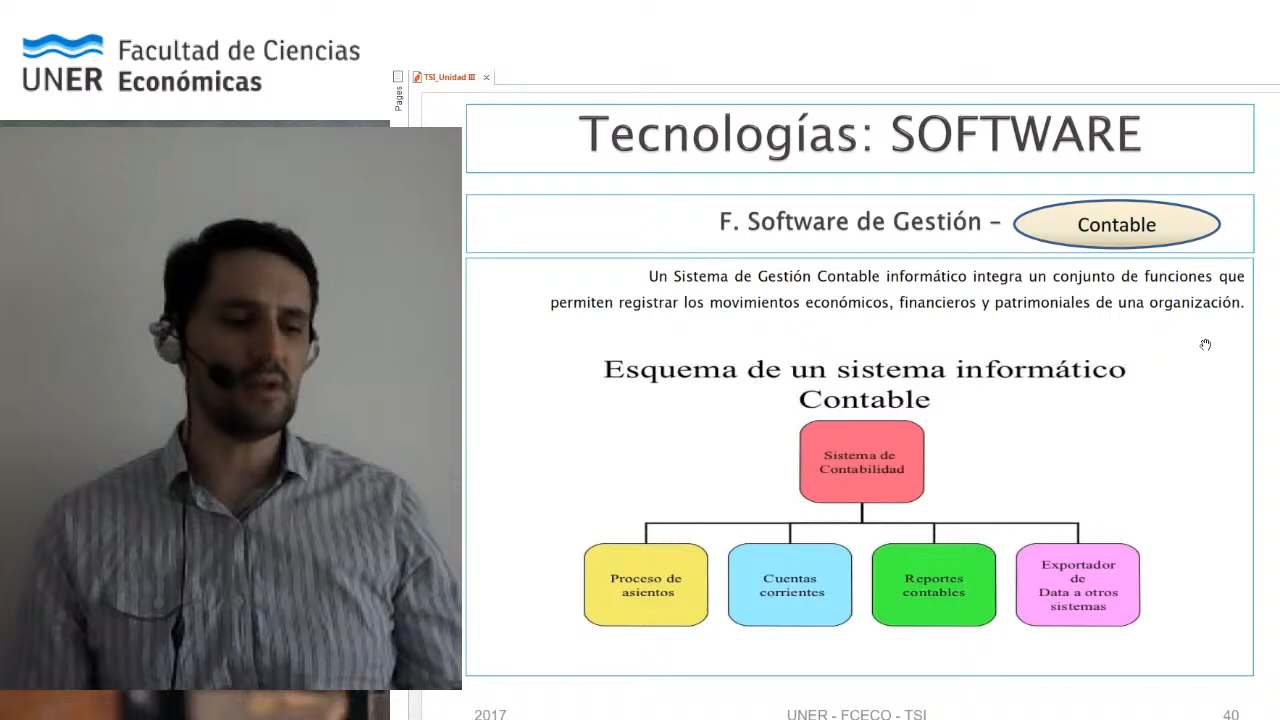 Facultad de Ciencias
UNER Económicas
TSI_Unidad III
Pages
Tecnologías: SOFTWARE
F. Software de Gestión – Contable
Un Sistema de Gestión Contable informático integra un conjunto de funciones que
permiten registrar los movimientos económicos, financieros y patrimoniales de una organización.
Esquema de un sistema informático
Contable
Sistema de
Contabilidad
Proceso de
asientos
Cuentas
corrientes
Reportes
contables
Exportador
de
Data a otros
sistemas
2017 UNER - FCECO - TSI 40